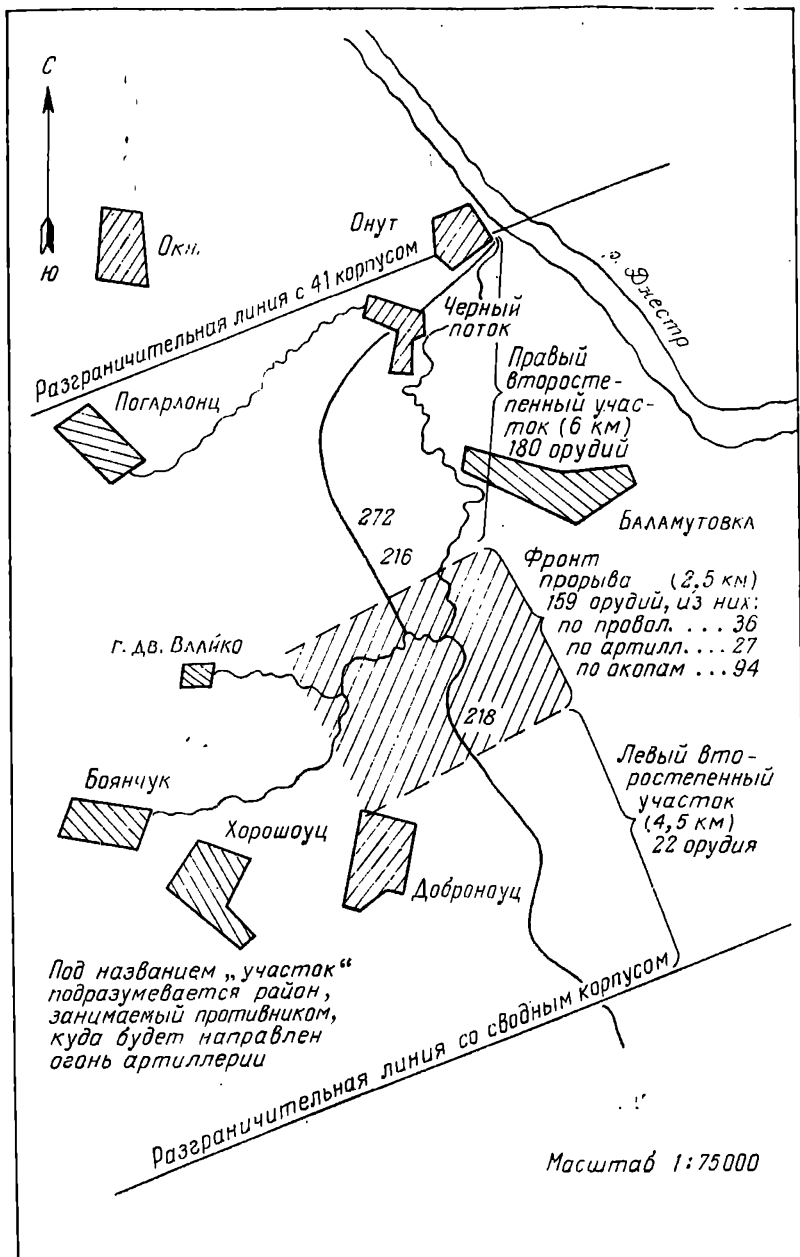 С
Ю
Окн.
Онут
р. Днестр
Разграничительная линия с 41 корпусом
Черный
поток
Погарлонц
Правый
второсте-
пенный учас-
ток (6 км)
180 орудий
Баламутовка
272
216
Фронт
прорыва (2,5 км)
159 орудий, из них:
по провол. . . . 36
по артилл. . . . 27
по окопам . . . 94
г. дв. Влайко
218
Левый вто-
ростепенный
участок
(4,5 км)
22 орудия
Боянчук
Хорошоуц
Добронауц
Под названием „участок“
подразумевается район,
занимаемый противником,
куда будет направлен
огонь артиллерии
Разграничительная линия со сводным корпусом
Масштаб 1:75000